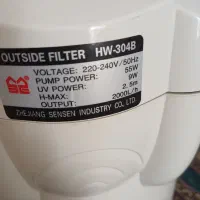 OUTSIDE FILTER HW-304B
VOLTAGE: 220-240V/50Hz
PUMP POWER: 55W
UV POWER: 9W
H-MAX: 2.5m
OUTPUT: 2000L/h
ZHEJIANG SENSEN INDUSTRY CO.LTD.